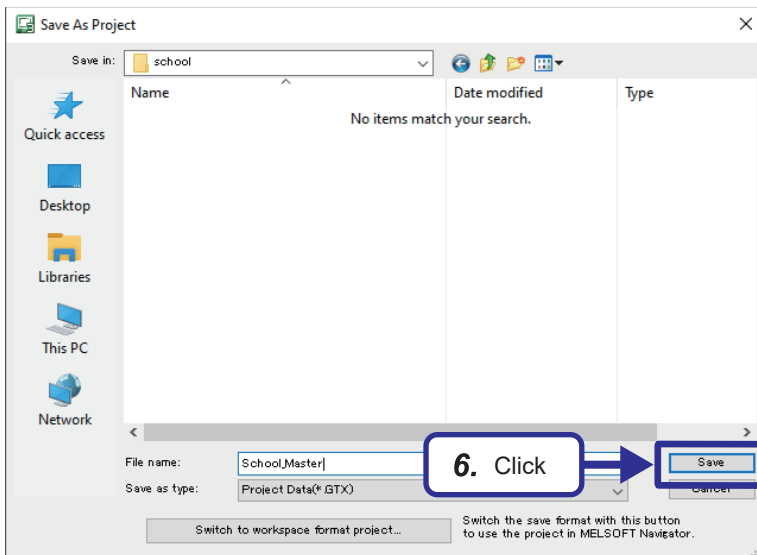 Save As Project
Save in: school
Name Date modified Type
No items match your search.
Quick access
Desktop
Libraries
This PC
Network
File name: School_Master
6. Click
Save
Save as type: Project Data(*.GTX)
Cancel
Switch to workspace format project...
Switch the save format with this button
to use the project in MELSOFT Navigator.